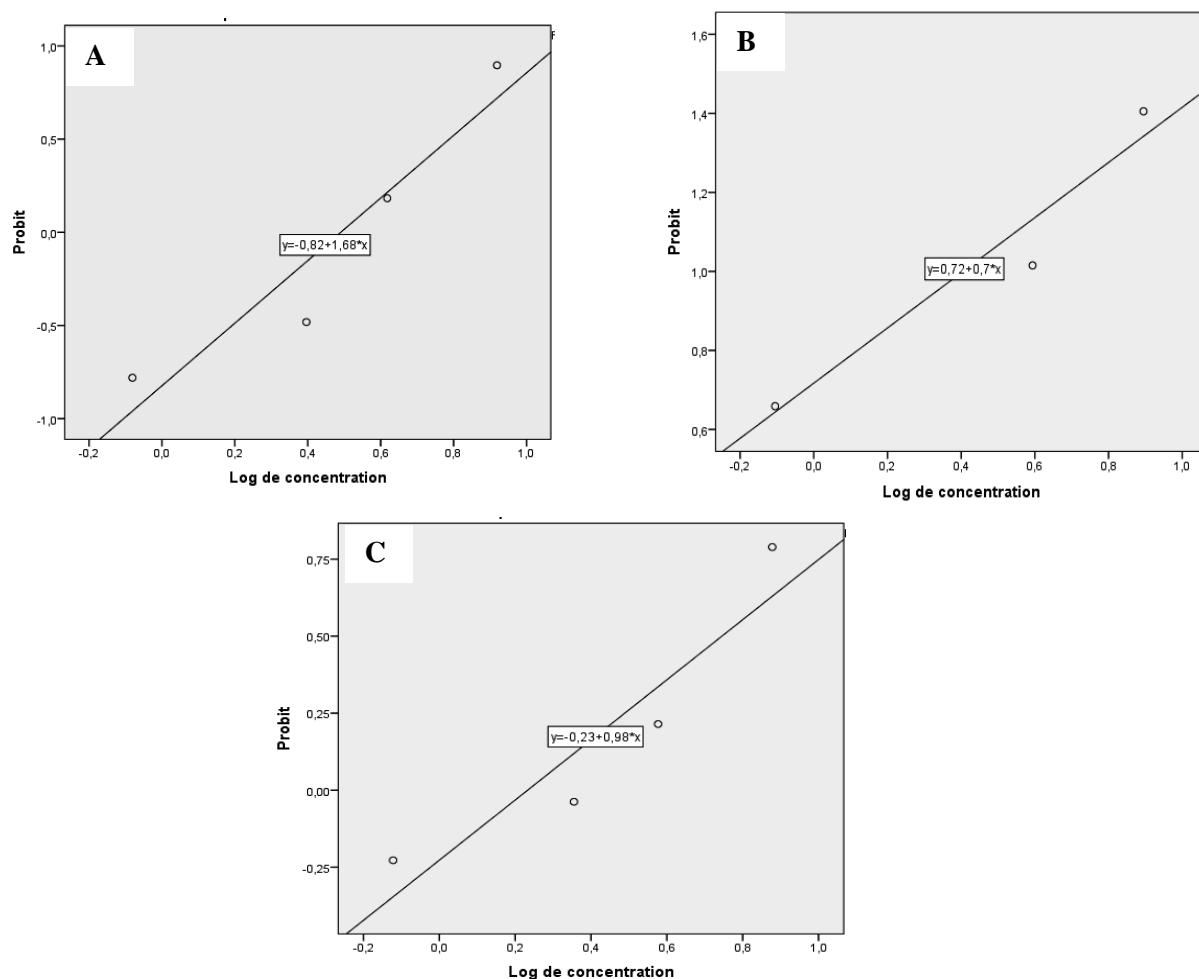 A
1,0
0,5
0,0
-0,5
-1,0
Probit
y=-0,82+1,68*x
-0,2 0,0 0,2 0,4 0,6 0,8 1,0
Log de concentration
B
1,6
1,4
1,2
1,0
0,8
0,6
Probit
y=0,72+0,7*x
-0,2 0,0 0,2 0,4 0,6 0,8 1,0
Log de concentration
C
0,75
0,50
0,25
0,00
-0,25
Probit
y=-0,23+0,98*x
-0,2 0,0 0,2 0,4 0,6 0,8 1,0
Log de concentration